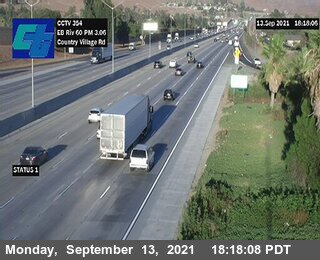 CCTV 354
EB Riv 60 PM 3.06
Country Village Rd
13.Sep 2021
18:18:06
STATUS 1
Monday, September 13, 2021 18:18:08 PDT